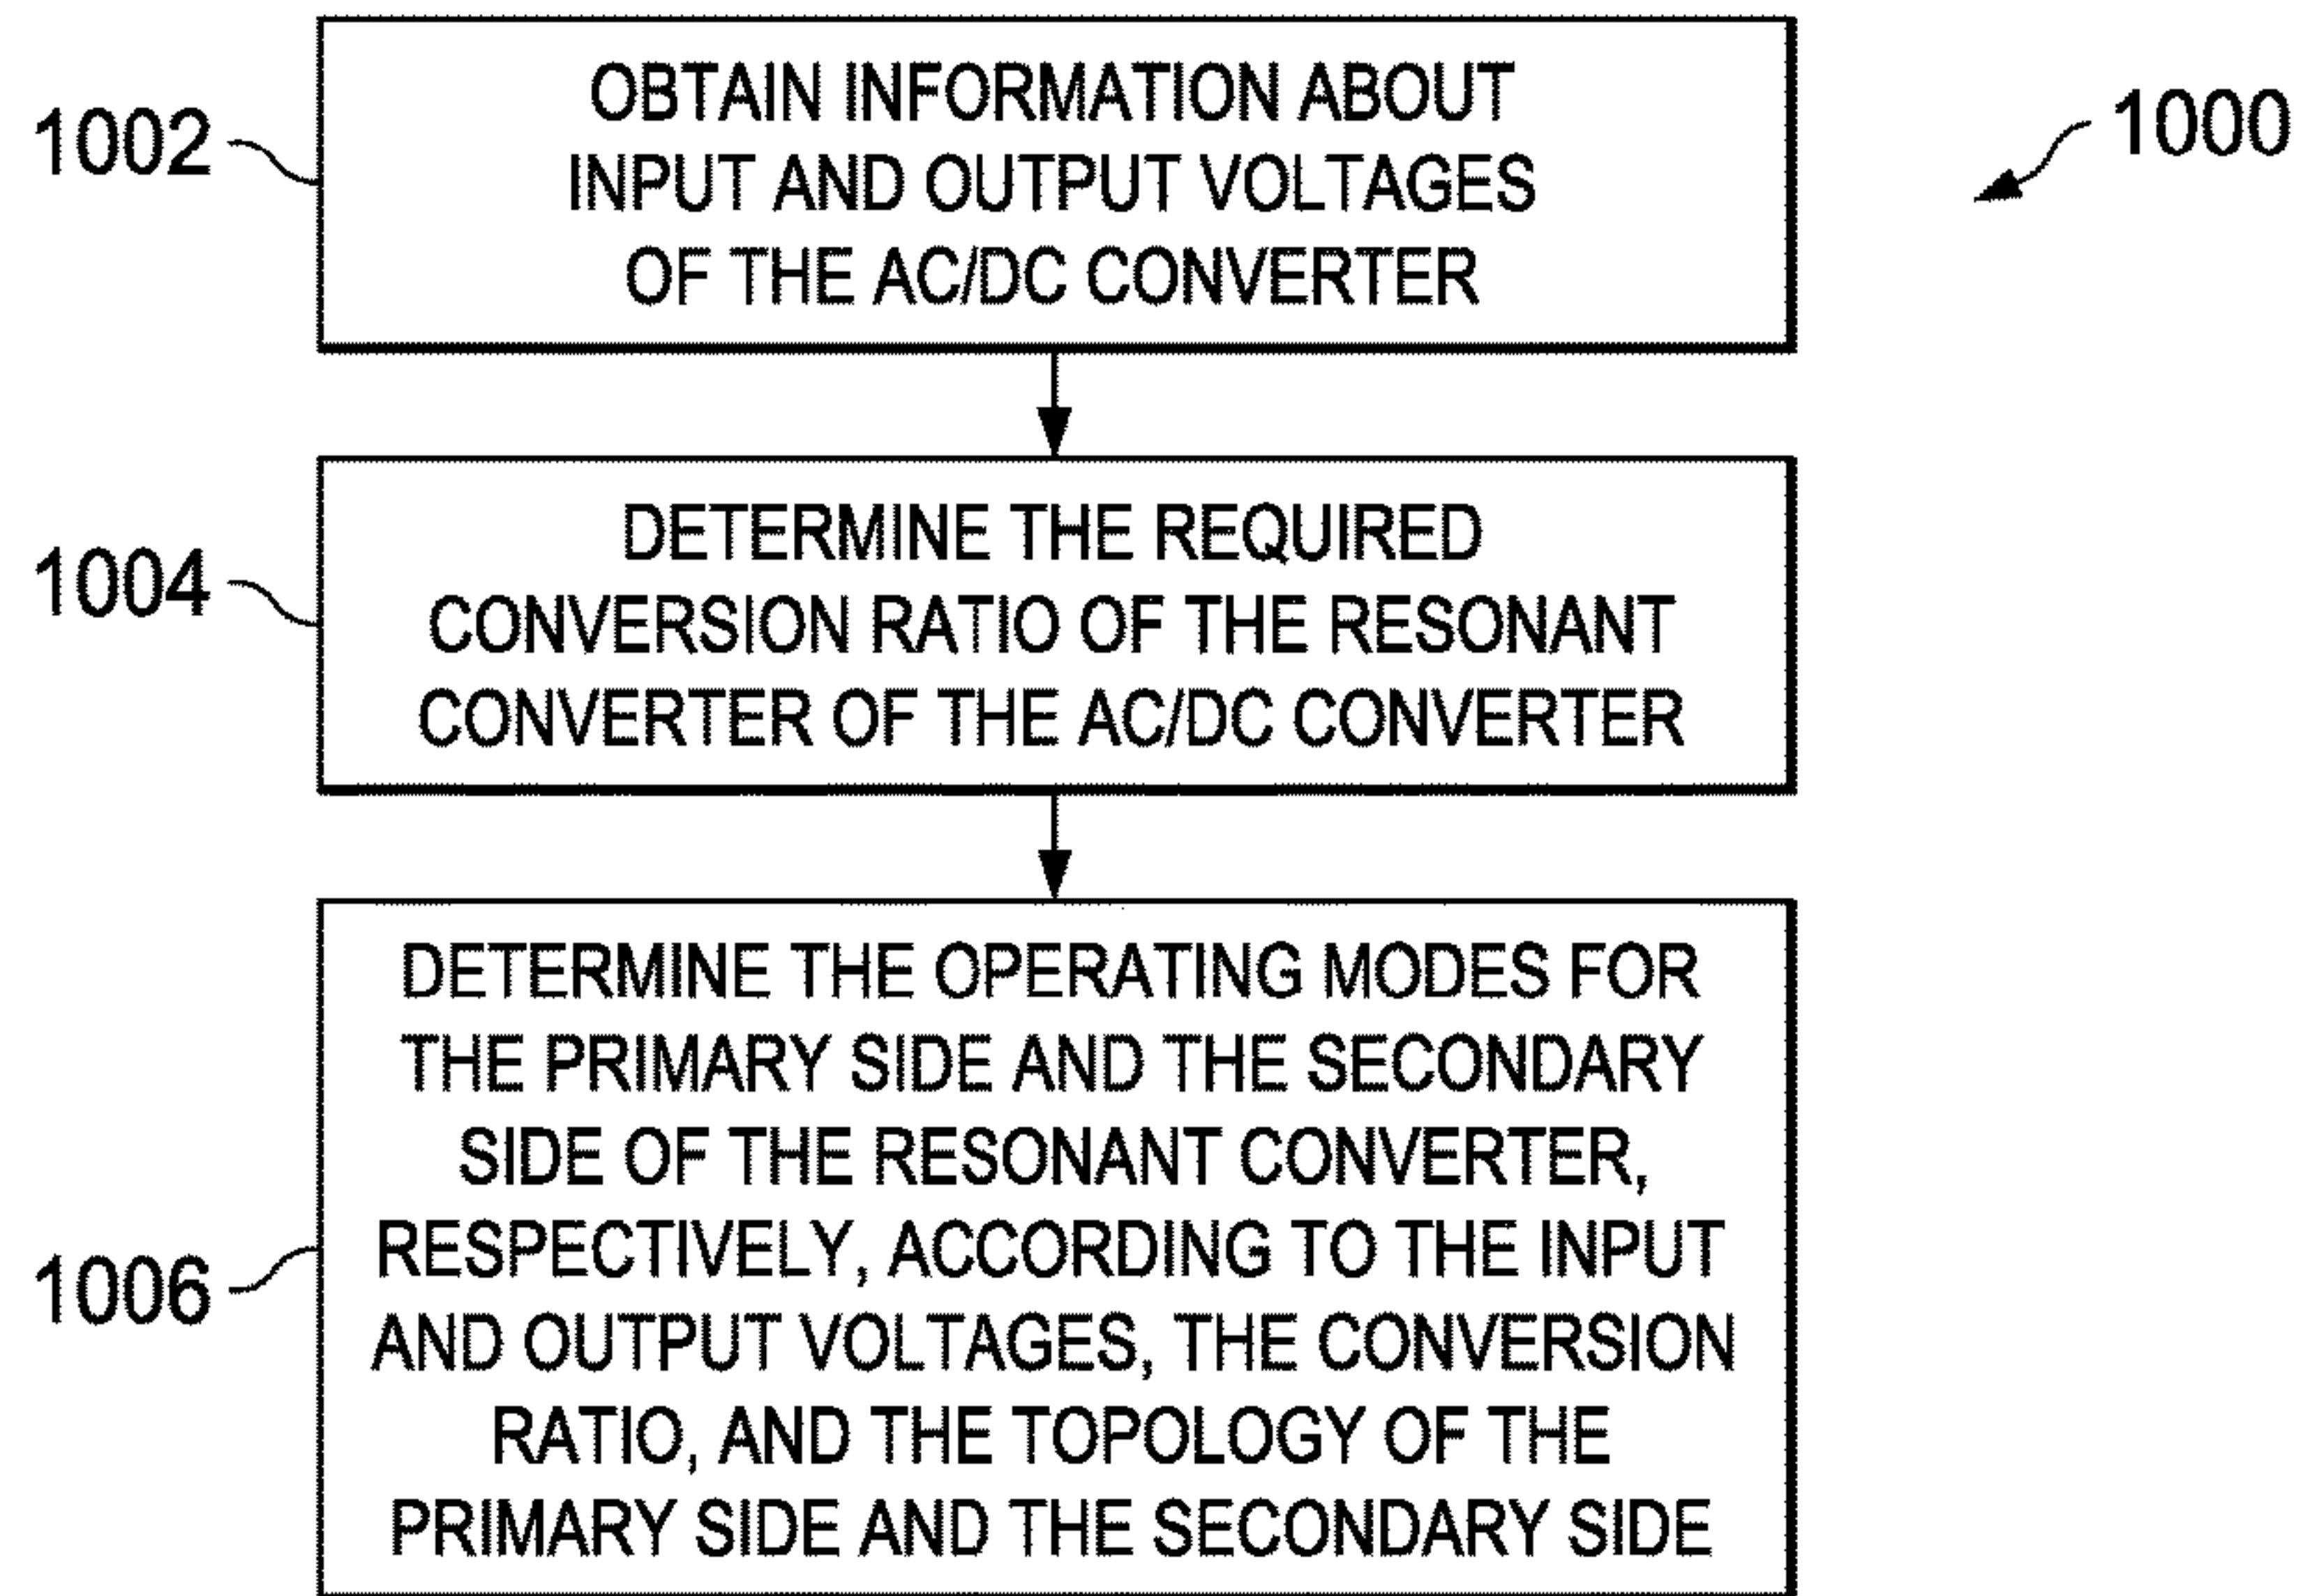 1000
1002
OBTAIN INFORMATION ABOUT
INPUT AND OUTPUT VOLTAGES
OF THE AC/DC CONVERTER
1004
DETERMINE THE REQUIRED
CONVERSION RATIO OF THE RESONANT
CONVERTER OF THE AC/DC CONVERTER
1006
DETERMINE THE OPERATING MODES FOR
THE PRIMARY SIDE AND THE SECONDARY
SIDE OF THE RESONANT CONVERTER,
RESPECTIVELY, ACCORDING TO THE INPUT
AND OUTPUT VOLTAGES, THE CONVERSION
RATIO, AND THE TOPOLOGY OF THE
PRIMARY SIDE AND THE SECONDARY SIDE